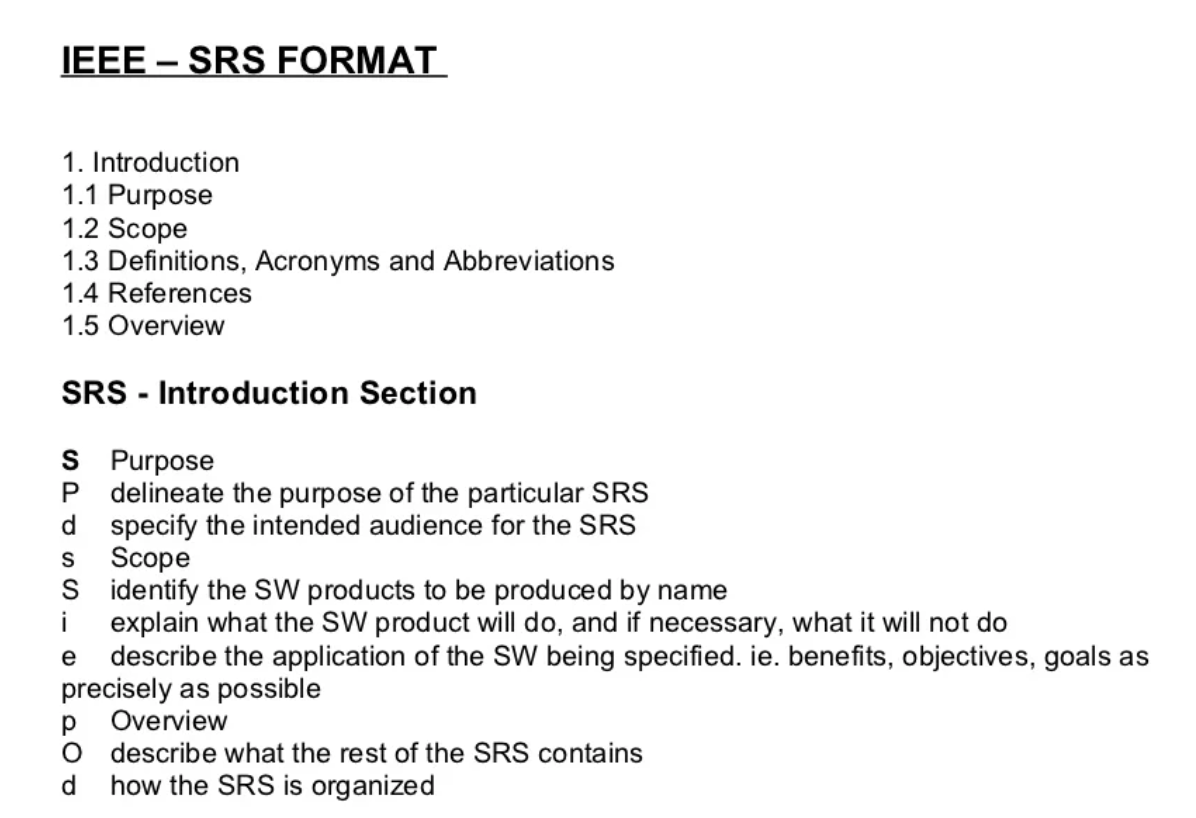 IEEE – SRS FORMAT
1. Introduction
1.1 Purpose
1.2 Scope
1.3 Definitions, Acronyms and Abbreviations
1.4 References
1.5 Overview
SRS - Introduction Section
S Purpose
P delineate the purpose of the particular SRS
d specify the intended audience for the SRS
s Scope
S identify the SW products to be produced by name
i explain what the SW product will do, and if necessary, what it will not do
e describe the application of the SW being specified. ie. benefits, objectives, goals as
precisely as possible
p Overview
O describe what the rest of the SRS contains
d how the SRS is organized